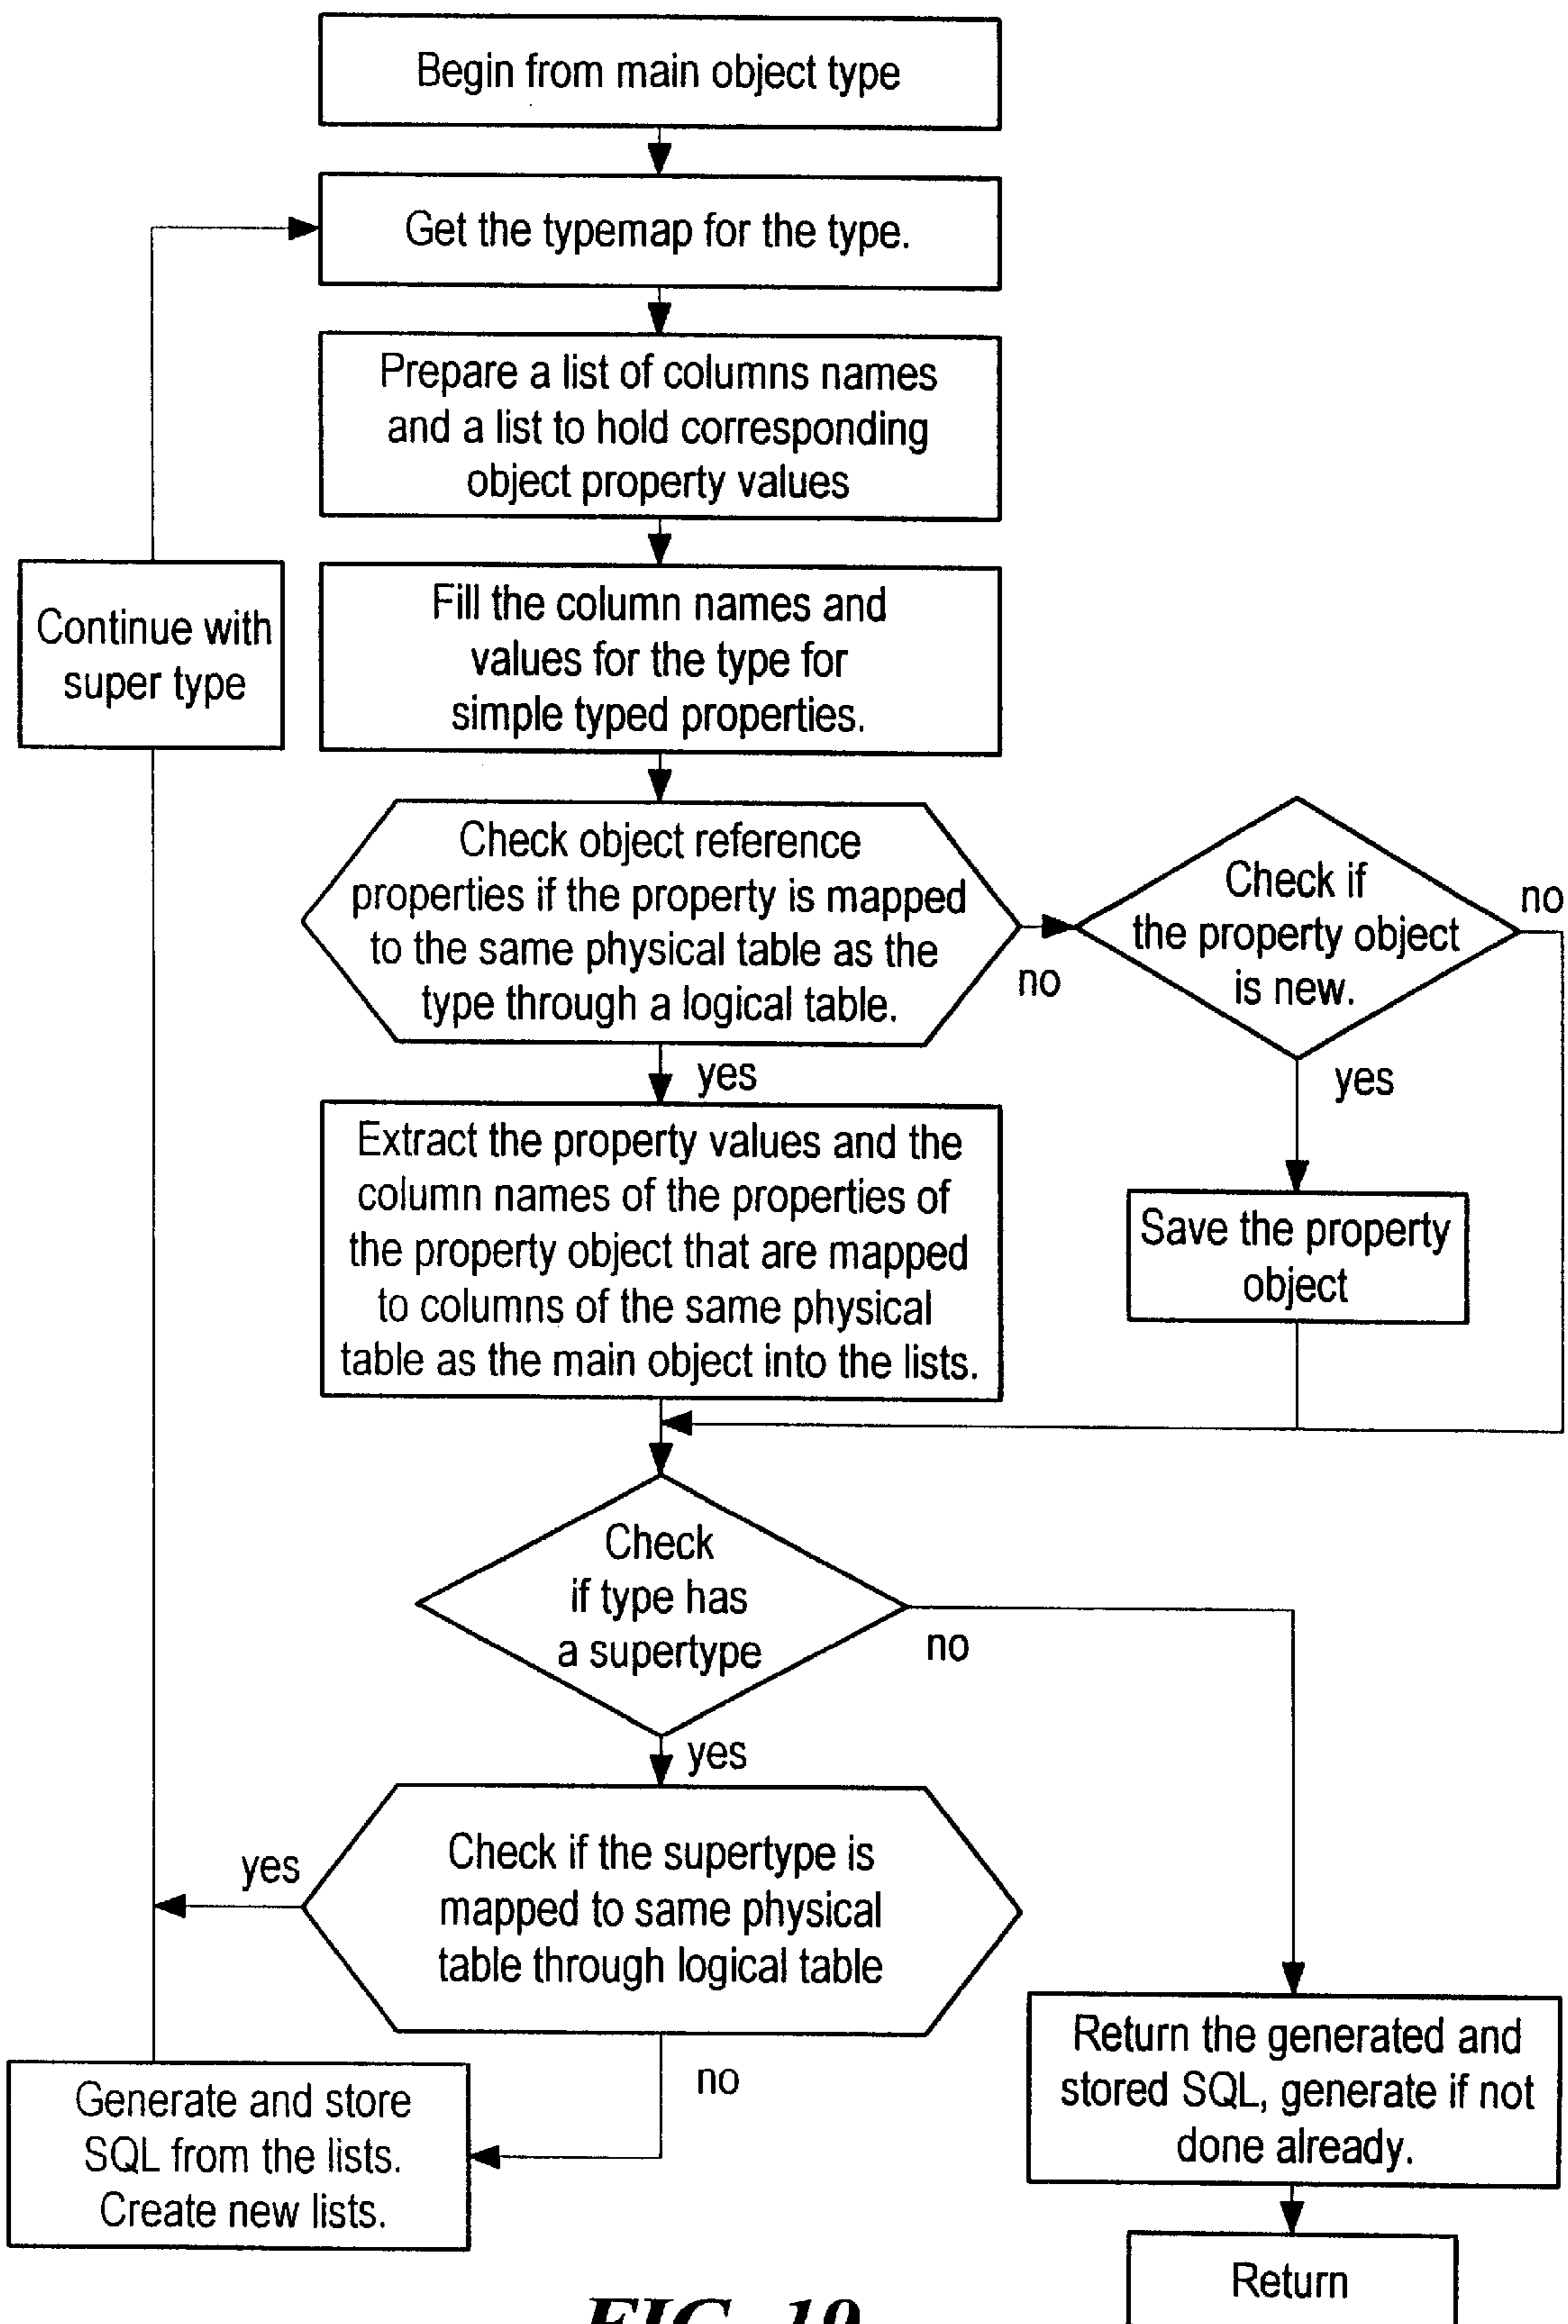 Begin from main object type
Get the typemap for the type.
Prepare a list of columns names
and a list to hold corresponding
object property values
Continue with
super type
Fill the column names and
values for the type for
simple typed properties.
Check object reference
properties if the property is mapped
to the same physical table as the
type through a logical table.
no
Check if
the property object
is new.
no
yes
yes
Extract the property values and the
column names of the properties of
the property object that are mapped
to columns of the same physical
table as the main object into the lists.
Save the property
object
Check
if type has
a supertype
no
yes
Check if the supertype is
mapped to same physical
table through logical table
yes
no
Generate and store
SQL from the lists.
Create new lists.
Return the generated and
stored SQL, generate if not
done already.
Return
FIG. 19